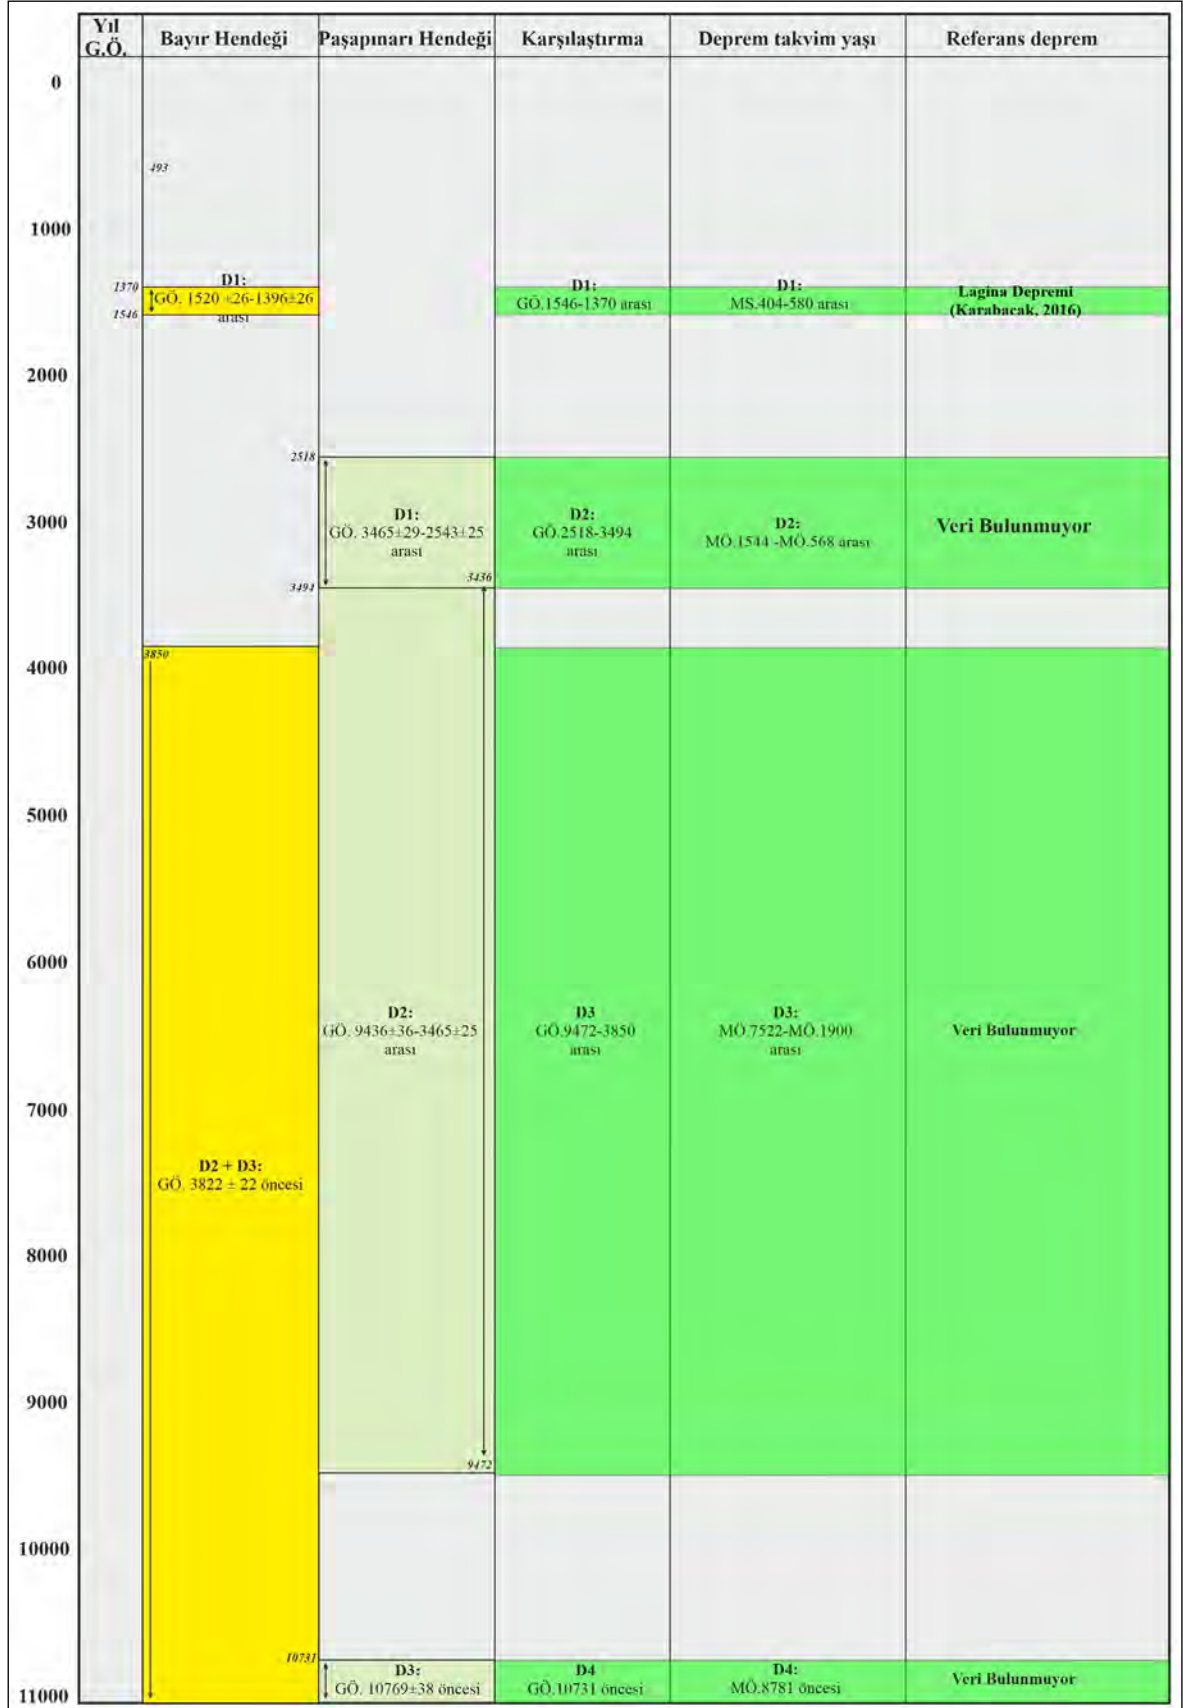 Yıl
G.Ö.
Bayır Hendeği
Paşapınarı Hendeği
Karşılaştırma
Deprem takvim yaşı
Referans deprem
0
493
1000
1370
1546
D1:
GÖ. 1520 ±26-1396±26
arası
D1:
GÖ.1546-1370 arası
D1:
MS.404-580 arası
Lagina Depremi
(Karabacak, 2016)
2000
2518
3000
D1:
GÖ. 3465±29-2543±25
arası
D2:
GÖ.2518-3494
arası
D2:
MÖ.1544 -MÖ.568 arası
Veri Bulunmuyor
3436
3494
3850
4000
5000
6000
D2:
GÖ. 9436±36-3465±25
arası
D3
GÖ.9472-3850
arası
D3:
MÖ.7522-MÖ.1900
arası
Veri Bulunmuyor
7000
D2 + D3:
GÖ. 3822 ± 22 öncesi
8000
9000
9472
10000
10731
D3:
GÖ. 10769±38 öncesi
D4
GÖ.10731 öncesi
D4:
MÖ.8781 öncesi
Veri Bulunmuyor
11000